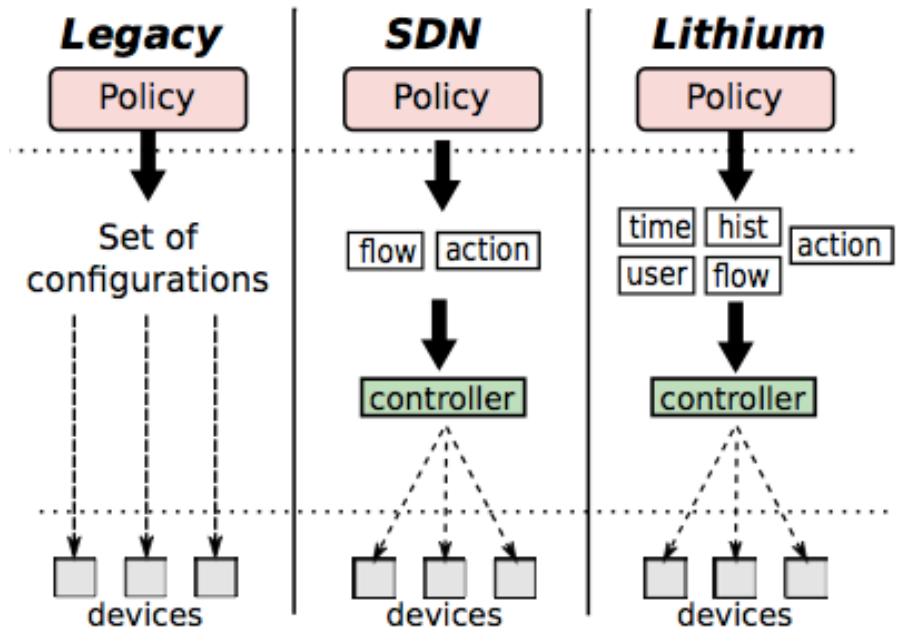 Legacy
Policy
Set of
configurations
devices
SDN
Policy
flow action
controller
devices
Lithium
Policy
time hist
action
user flow
controller
devices